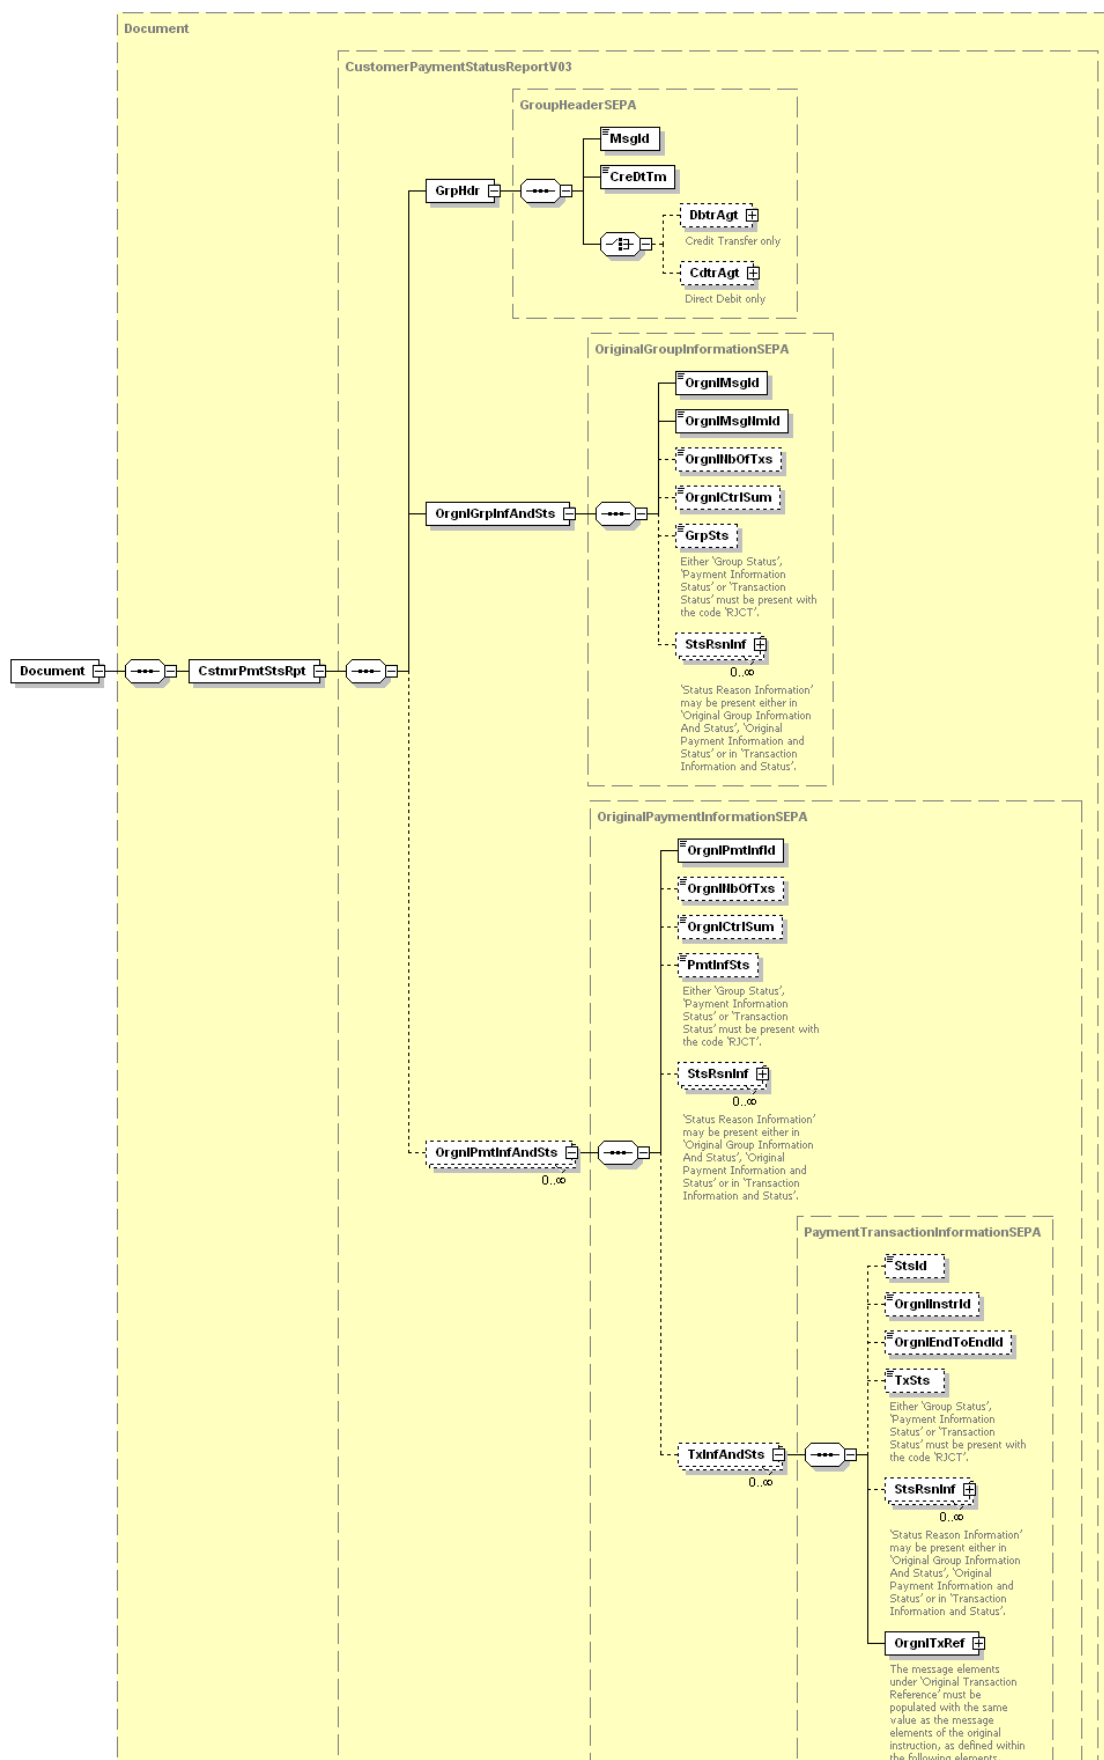 Document
CustomerPaymentStatusReportV03
GroupHeaderSEPA
MsgId
CreDtTm
GrpHdr
DbtrAgt
Credit Transfer only
CdtrAgt
Direct Debit only
OriginalGroupInformationSEPA
OrgnlMsgId
OrgnlMsgNmId
OrgnlNbOfTxs
OrgnlCtrlSum
OrgnlGrpInfAndSts
GrpSts
Either 'Group Status',
'Payment Information
Status' or 'Transaction
Status' must be present with
the code 'RJCT'.
StsRsnInf
0..∞
Document
CstmrPmtStsRpt
'Status Reason Information'
may be present either in
'Original Group Information
And Status', 'Original
Payment Information and
Status' or in 'Transaction
Information and Status'.
OriginalPaymentInformationSEPA
OrgnlPmtInfId
OrgnlNbOfTxs
OrgnlCtrlSum
PmtInfSts
Either 'Group Status',
'Payment Information
Status' or 'Transaction
Status' must be present with
the code 'RJCT'.
StsRsnInf
0..∞
'Status Reason Information'
may be present either in
'Original Group Information
And Status', 'Original
Payment Information and
Status' or in 'Transaction
Information and Status'.
OrgnlPmtInfAndSts
0..∞
PaymentTransactionInformationSEPA
StsId
OrgnlInstrId
OrgnlEndToEndId
TxSts
Either 'Group Status',
'Payment Information
Status' or 'Transaction
Status' must be present with
the code 'RJCT'.
TxInfAndSts
0..∞
StsRsnInf
0..∞
'Status Reason Information'
may be present either in
'Original Group Information
And Status', 'Original
Payment Information and
Status' or in 'Transaction
Information and Status'.
OrgnlTxRef
The message elements
under 'Original Transaction
Reference' must be
populated with the same
value as the message
elements of the original
instruction, as defined within
the following elements